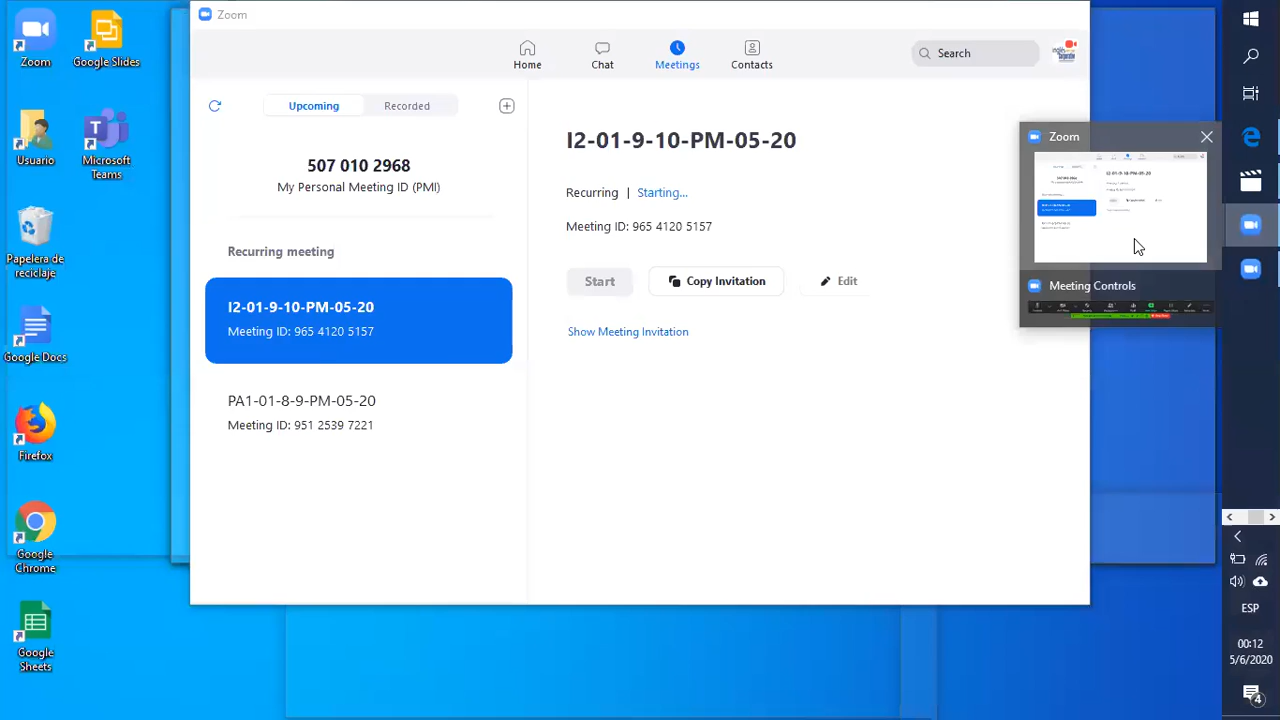 Zoom
Home
Chat
Meetings
Contacts
Search
Upcoming
Recorded
507 010 2968
My Personal Meeting ID (PMI)
Recurring meeting
I2-01-9-10-PM-05-20
Meeting ID: 965 4120 5157
PA1-01-8-9-PM-05-20
Meeting ID: 951 2539 7221
I2-01-9-10-PM-05-20
Recurring | Starting...
Meeting ID: 965 4120 5157
Start
Copy Invitation
Edit
Show Meeting Invitation
Zoom
Meeting Controls
Zoom
Google Slides
Usuario
Microsoft
Teams
Papelera de
reciclaje
Google Docs
Firefox
Google
Chrome
Google
Sheets
ESP
00:12
5/6/2020
4